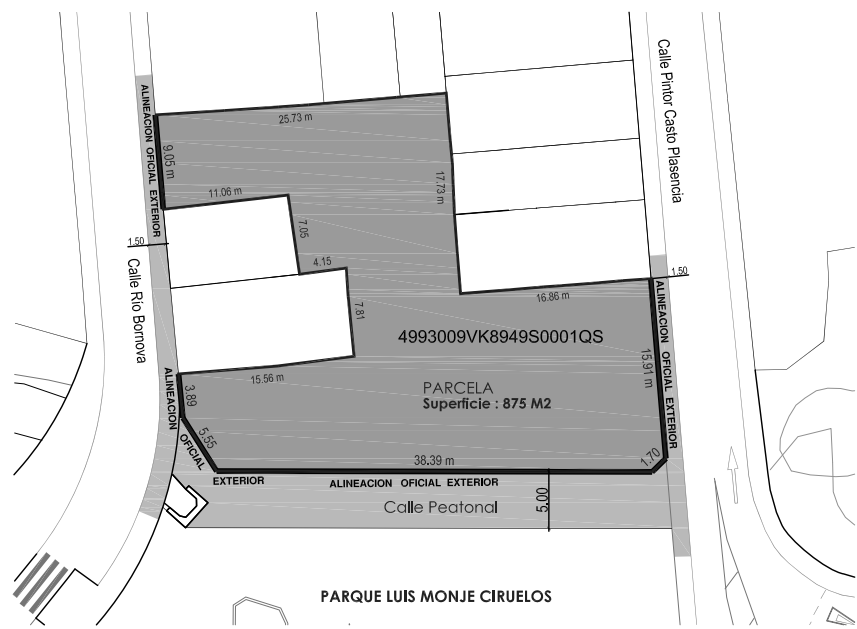 Calle Pintor Casto Plasencia
ALINEACION OFICIAL EXTERIOR
25.73 m
9.05 m
17.73 m
11.06 m
7.05
1.50
4.15
Calle Rio Bornova
1.50
16.86 m
7.81
ALINEACION OFICIAL EXTERIOR
4993009VK8949S0001QS
15.91 m
15.56 m
ALINEACION
3.89
PARCELA
Superficie : 875 M2
OFICIAL
5.55
38.39 m
1.70
EXTERIOR
ALINEACION OFICIAL EXTERIOR
Calle Peatonal
5.00
PARQUE LUIS MONJE CIRUELOS